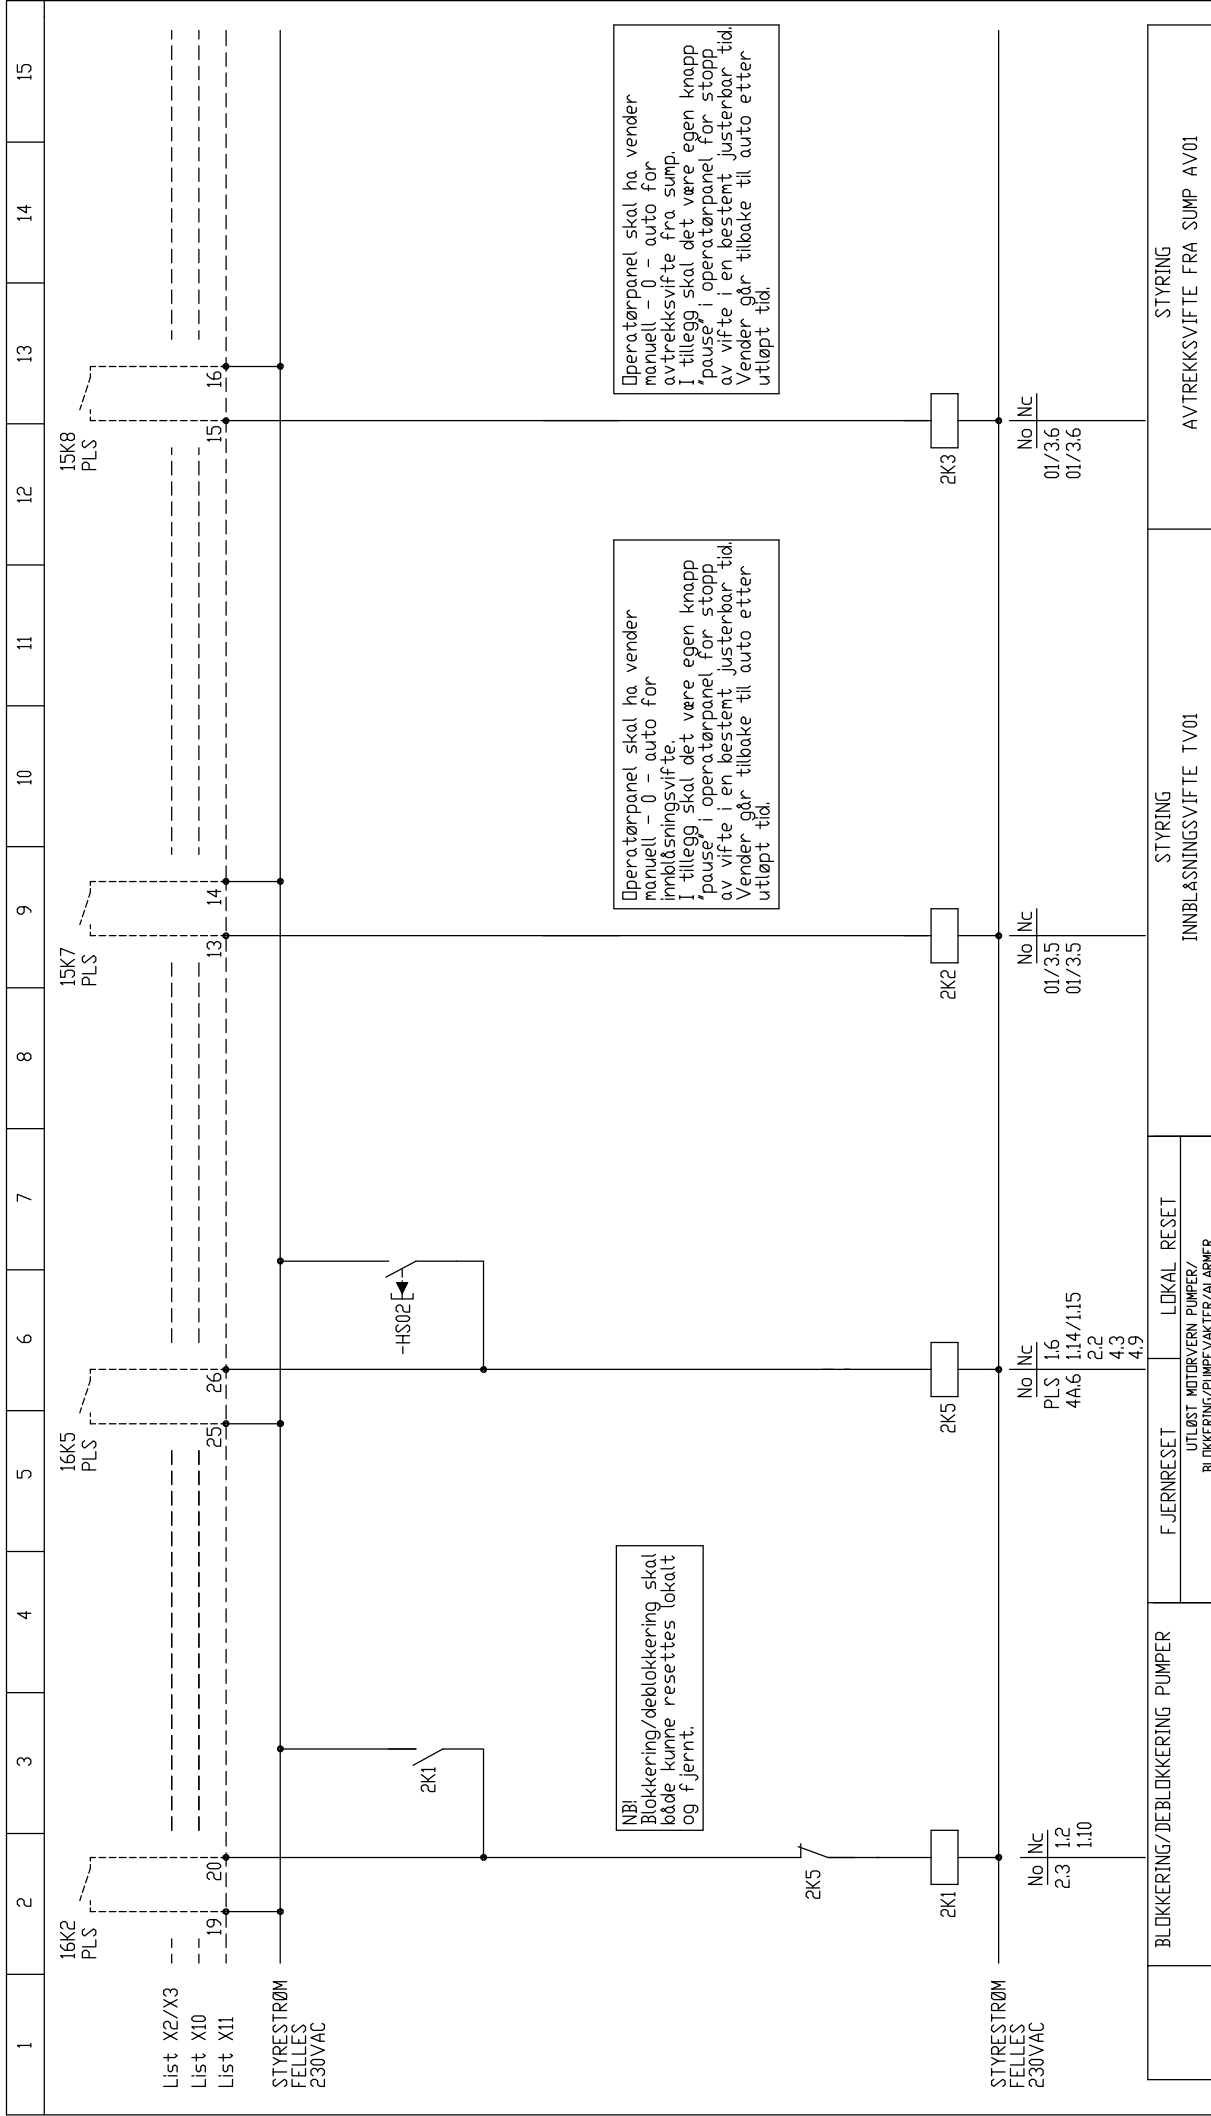 1
2
3
4
5
6
7
8
9
10
11
12
13
14
15
16K2
PLS
16K5
PLS
15K7
PLS
15K8
PLS
List X2/X3
List X10
List X11
19
20
25
26
13
14
15
16
STYRESTRØM
FELLES
230VAC
2K1
-HS02
NB!
Blokkering/deblokkering skal
både kunne resettes lokalt
og fjernt.
Operatørpanel skal ha vender
manuell - 0 - auto for
innblåsningsvifte.
I tillegg skal det være egen knapp
"pause" i operatørpanel for stopp
av vifte i en bestemt justerbar tid.
Vender går tilbake til auto etter
utløpt tid.
Operatørpanel skal ha vender
manuell - 0 - auto for
avtrekksvifte fra sump.
I tillegg skal det være egen knapp
"pause" i operatørpanel for stopp
av vifte i en bestemt justerbar tid.
Vender går tilbake til auto etter
utløpt tid.
2K5
2K1
2K5
2K2
2K3
STYRESTRØM
FELLES
230VAC
No Nc
2.3 1.2
1.10
No Nc
PLS 1.6
4A.6 1.14/1.15
2.2
4.3
4.9
No Nc
01/3.5
01/3.5
No Nc
01/3.6
01/3.6
BLOKKERING/DEBLOKKERING PUMPER
FJERNRESET
LOKAL RESET
UTLØST MOTORVERN PUMPER/
BLOKKERING/PUMPEVAKTER/ALARMER
STYRING
INNBLÅSNINGSVIFTE TV01
STYRING
AVTREKKSVIFTE FRA SUMP AV01